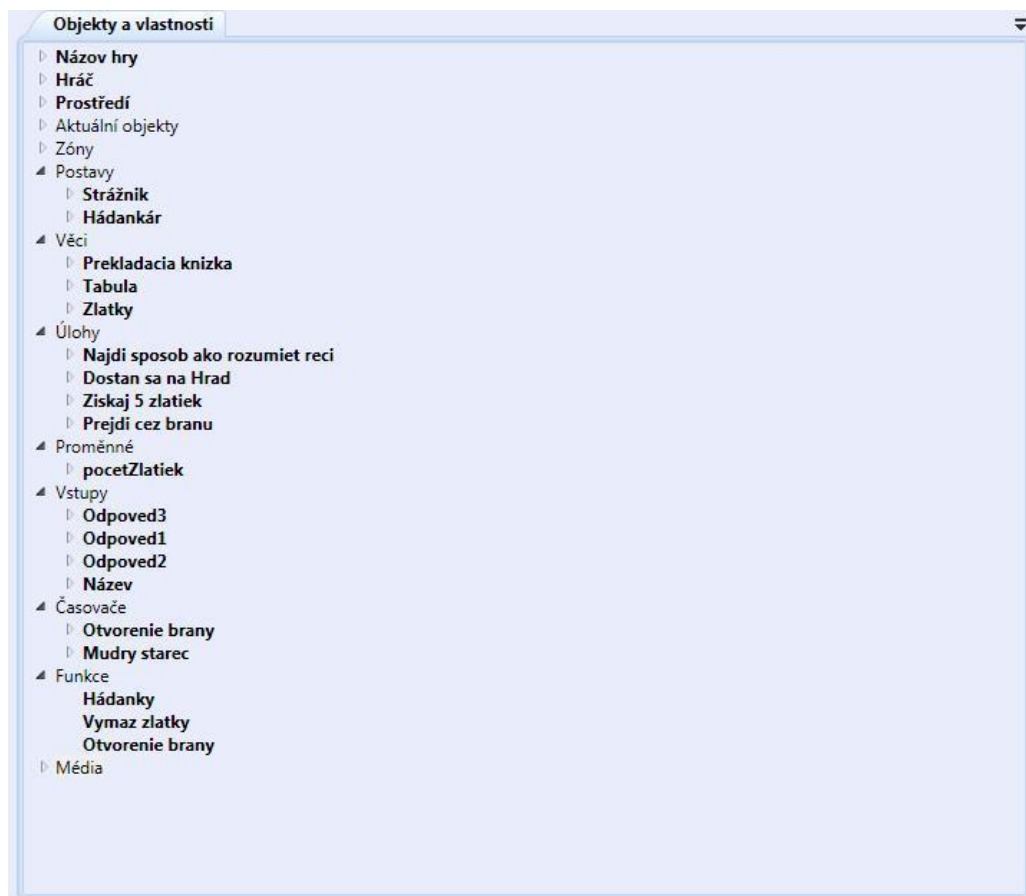 Objekty a vlastnosti
Názov hry
Hráč
Prostředí
Aktuální objekty
Zóny
Postavy
Strážnik
Hádankár
Věci
Prekladacia knizka
Tabula
Zlatky
Úlohy
Najdi sposob ako rozumiet reci
Dostan sa na Hrad
Ziskaj 5 zlatiek
Prejdi cez branu
Proměnné
pocetZlatiek
Vstupy
Odpoved3
Odpoved1
Odpoved2
Název
Časovače
Otvorenie brany
Mudry starec
Funkce
Hádanky
Vymaz zlatky
Otvorenie brany
Média